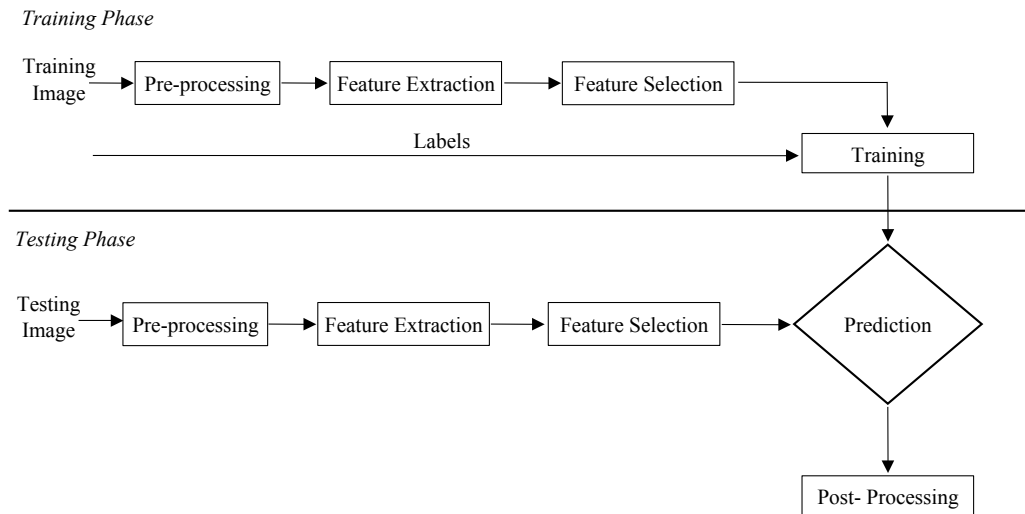 Training Phase
Training
Image
Pre-processing
Feature Extraction
Feature Selection
Labels
Training
Testing Phase
Testing
Image
Pre-processing
Feature Extraction
Feature Selection
Prediction
Post- Processing